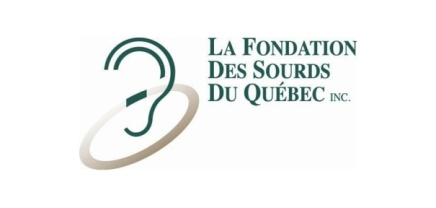 LA FONDATION
DES SOURDS
DU QUÉBEC INC.